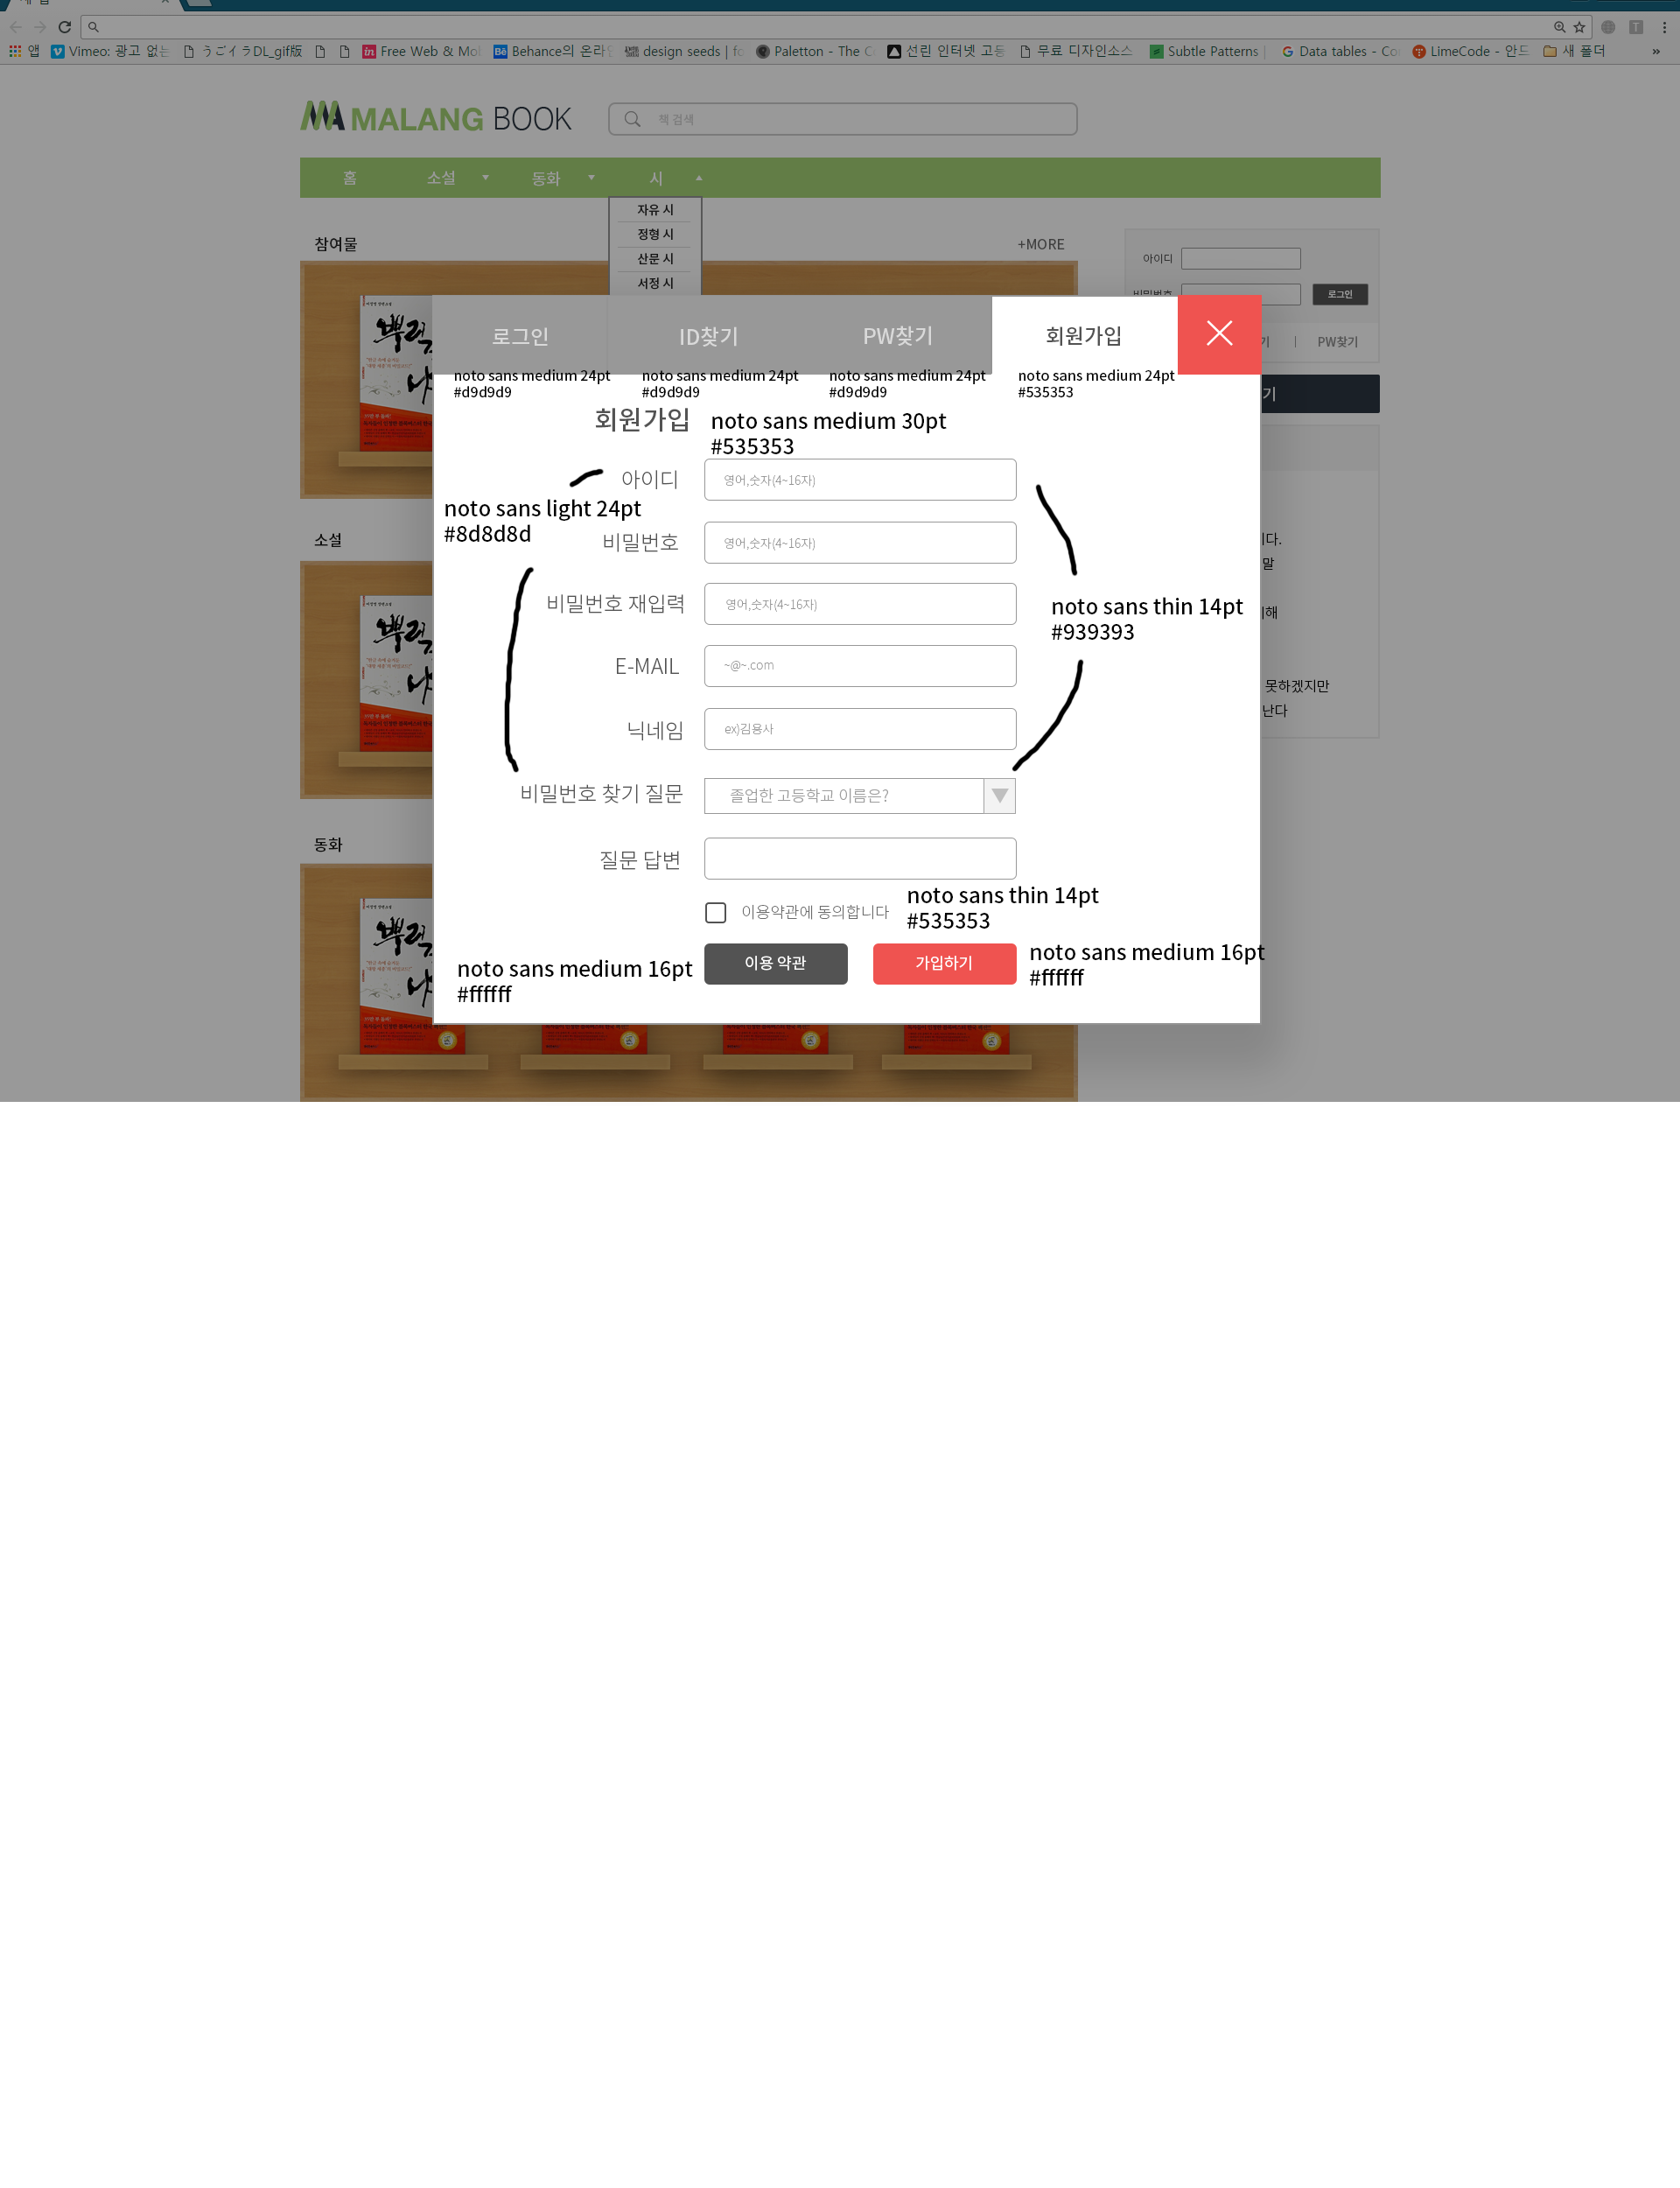 앱 Vimeo: 광고 없는 うごイラDL_gif版 Free Web & Mol Behance의 온라인 design seeds | fo Paletton - The Co 선린 인터넷 고등 무료 디자인소스 Subtle Patterns | Data tables - Co LimeCode - 안드 새 폴더 »
MALANG BOOK
책 검색
홈 소설 동화 시
자유 시
정형 시
산문 시
서정 시
참여물
+MORE
아이디
비밀번호
로그인
PW찾기
로그인 ID찾기 PW찾기 회원가입
noto sans medium 24pt
#d9d9d9
noto sans medium 24pt
#d9d9d9
noto sans medium 24pt
#d9d9d9
noto sans medium 24pt
#535353
회원가입
noto sans medium 30pt
#535353
아이디
영어,숫자(4~16자)
noto sans light 24pt
#8d8d8d
비밀번호
영어,숫자(4~16자)
비밀번호 재입력
영어,숫자(4~16자)
noto sans thin 14pt
#939393
E-MAIL
~@~.com
닉네임
ex)김용사
비밀번호 찾기 질문
졸업한 고등학교 이름은?
질문 답변
이용약관에 동의합니다
noto sans thin 14pt
#535353
이용 약관
noto sans medium 16pt
#ffffff
가입하기
noto sans medium 16pt
#ffffff
소설
동화
뿌리
나
못하겠지만
난다